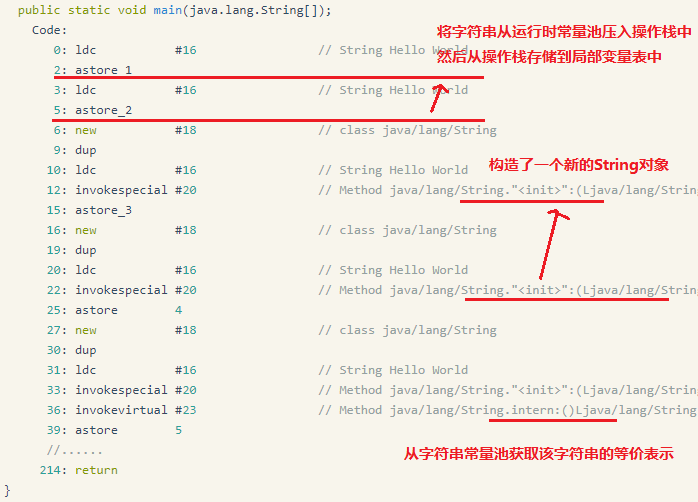 public static void main(java.lang.String[]);
Code:
0: ldc #16 // String Hello World
2: astore_1
3: ldc #16 // String Hello World
5: astore_2
6: new #18 // class java/lang/String
9: dup
10: ldc #16 // String Hello World
12: invokespecial #20 // Method java/lang/String."<init>":(Ljava/lang/String
15: astore_3
16: new #18 // class java/lang/String
19: dup
20: ldc #16 // String Hello World
22: invokespecial #20 // Method java/lang/String."<init>":(Ljava/lang/String
25: astore 4
27: new #18 // class java/lang/String
30: dup
31: ldc #16 // String Hello World
33: invokespecial #20 // Method java/lang/String."<init>":(Ljava/lang/String
36: invokevirtual #23 // Method java/lang/String.intern:()Ljava/lang/String
39: astore 5
//......
214: return
}
将字符串从运行时常量池压入操作栈中
然后从操作栈存储到局部变量表中
构造了一个新的String对象
从字符串常量池获取该字符串的等价表示